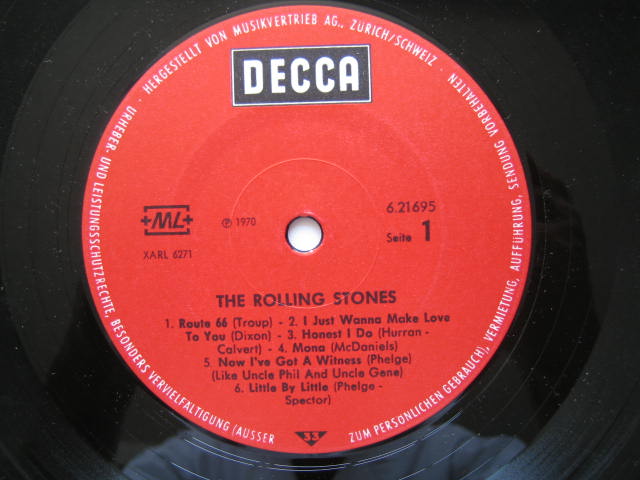 · HERGESTELLT VON MUSIKVERTRIEB AG., ZÜRICH/SCHWEIZ · URHEBER- UND LEISTUNGSSCHUTZRECHTE, BESONDERS VERVIELFÄLTIGUNG (AUSSER ZUM PERSÖNLICHEN GEBRAUCH), VERMIETUNG, AUFFÜHRUNG, SENDUNG VORBEHALTEN ·
DECCA
+ML+
℗ 1970
6.21695
Seite 1
XARL 6271
THE ROLLING STONES
1. Route 66 (Troup) - 2. I Just Wanna Make Love
To You (Dixon) - 3. Honest I Do (Hurran -
Calvert) - 4. Mona (McDaniels)
5. Now I've Got A Witness (Phelge)
(Like Uncle Phil And Uncle Gene)
6. Little By Little (Phelge -
Spector)
33